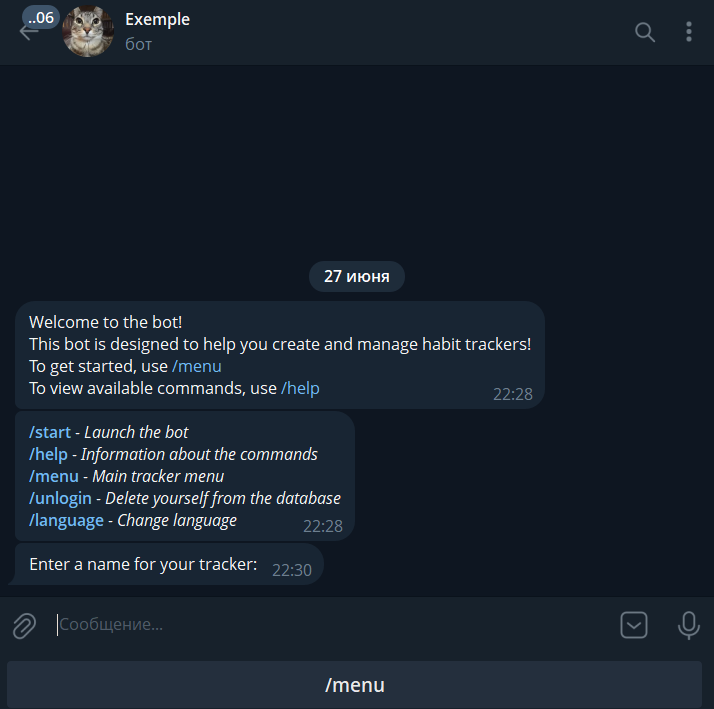 ..06
Exemple
бот
27 июня
Welcome to the bot!
This bot is designed to help you create and manage habit trackers!
To get started, use /menu
To view available commands, use /help
22:28
/start - Launch the bot
/help - Information about the commands
/menu - Main tracker menu
/unlogin - Delete yourself from the database
/language - Change language
22:28
Enter a name for your tracker:
22:30
Сообщение...
/menu